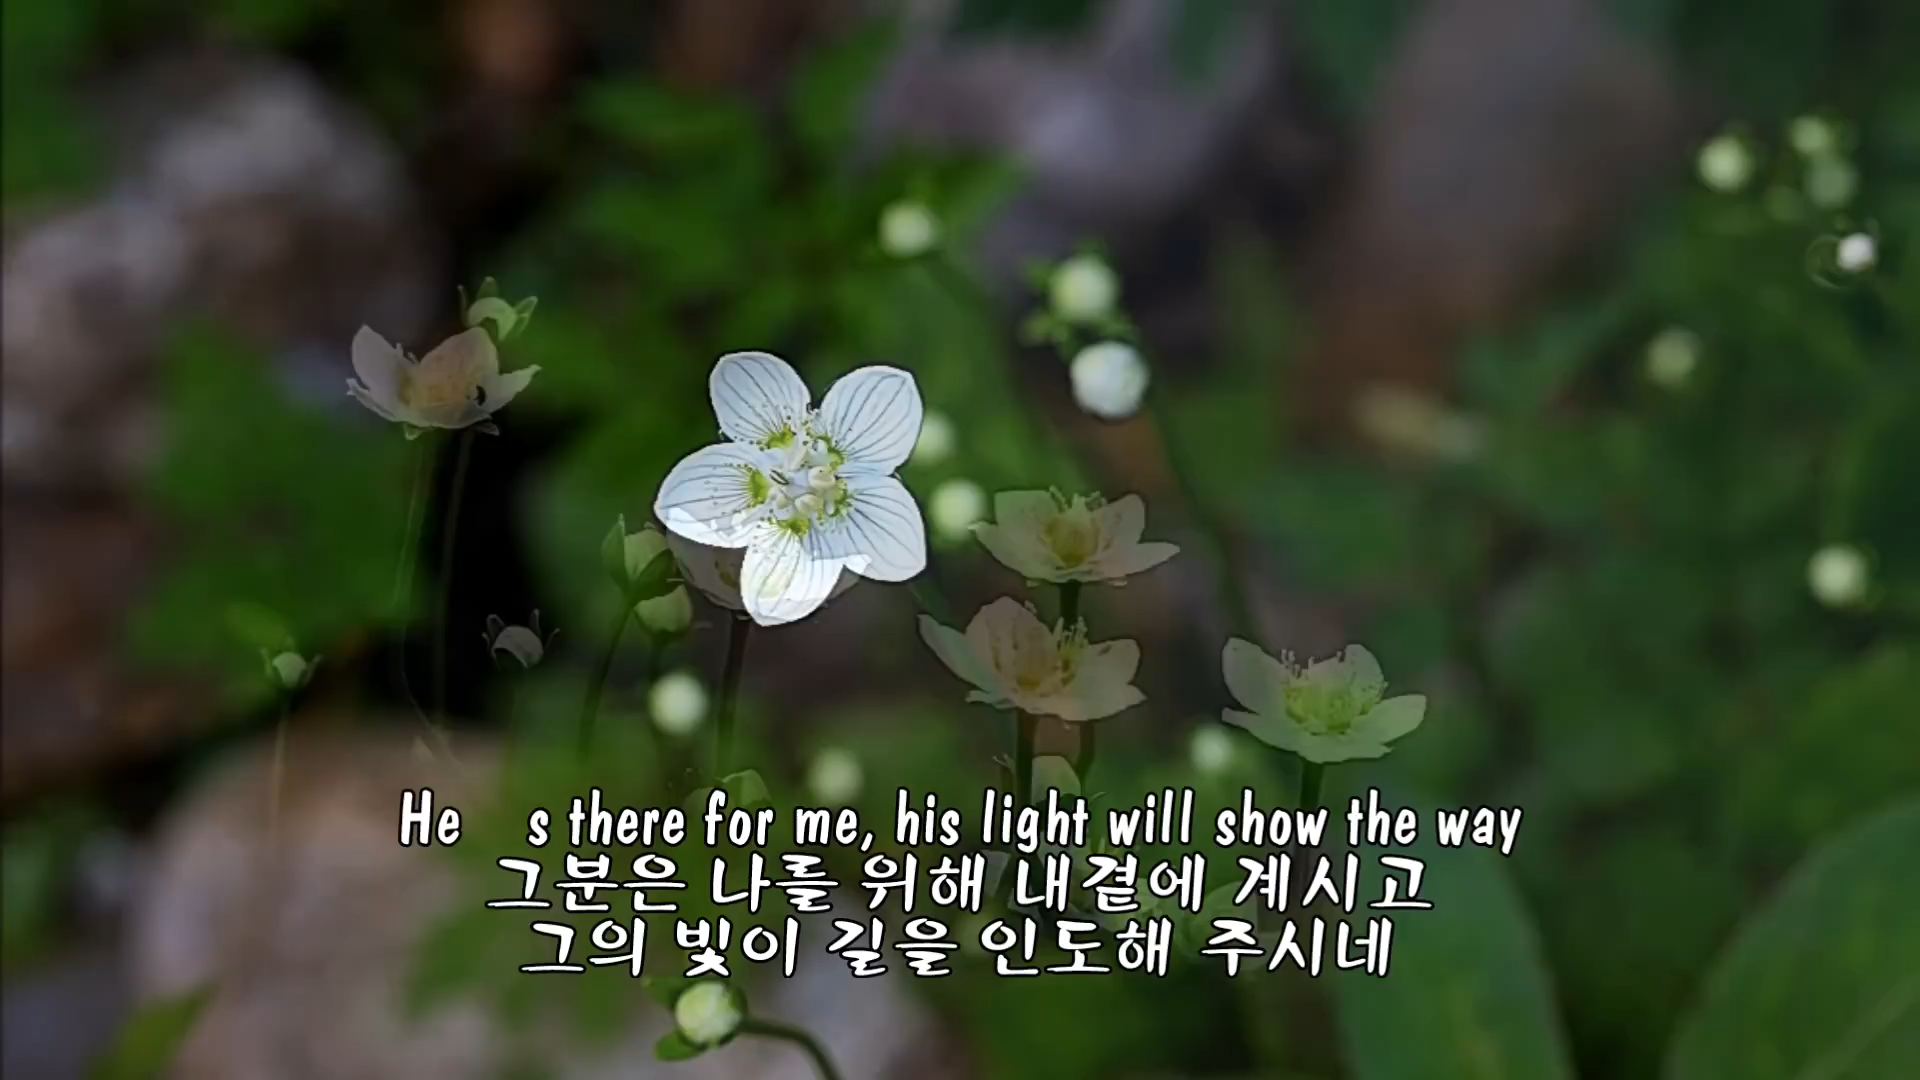 He s there for me, his light will show the way
그분은 나를 위해 내곁에 계시고
그의 빛이 길을 인도해 주시네